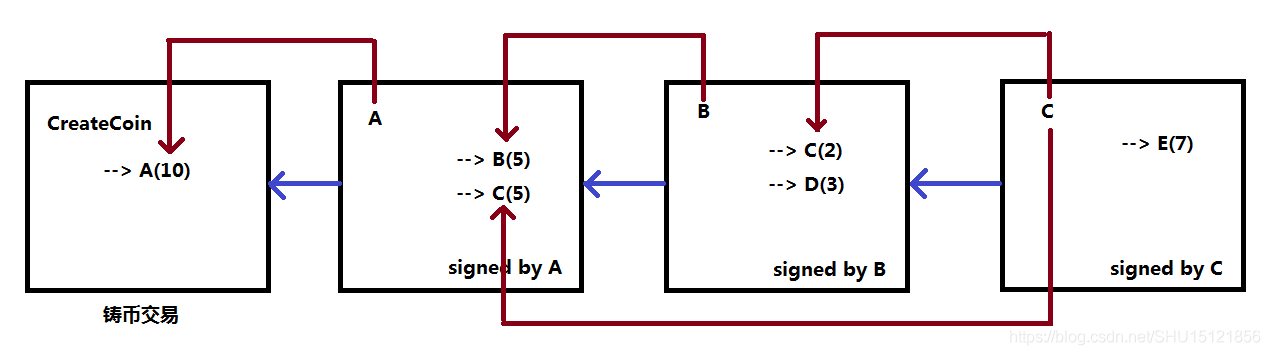 CreateCoin
--> A(10)
铸币交易
A
--> B(5)
--> C(5)
signed by A
B
--> C(2)
--> D(3)
signed by B
C
--> E(7)
signed by C
https://blog.csdn.net/SHU15121856